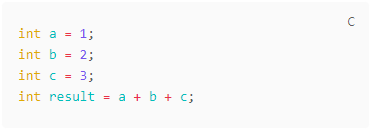 C
int a = 1;
int b = 2;
int c = 3;
int result = a + b + c;